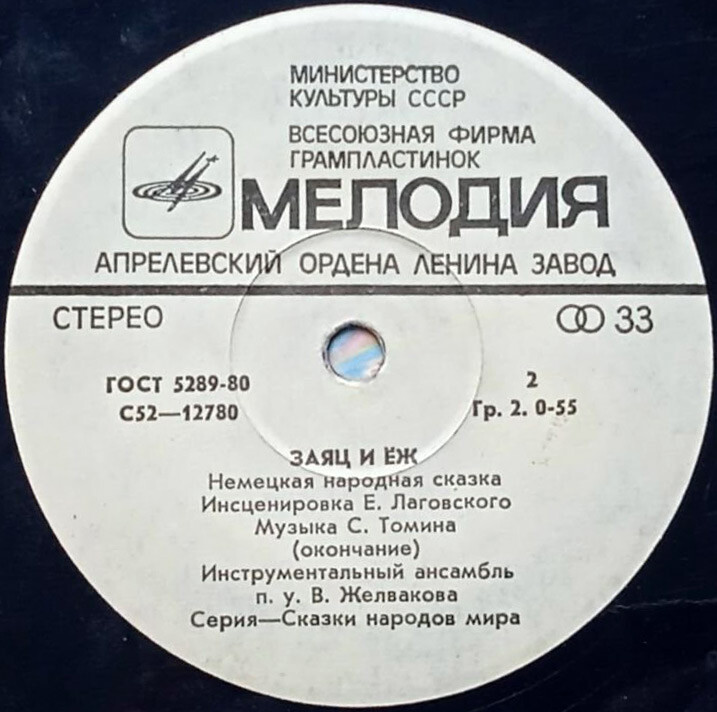 МИНИСТЕРСТВО
КУЛЬТУРЫ СССР
ВСЕСОЮЗНАЯ ФИРМА
ГРАМПЛАСТИНОК
МЕЛОДИЯ
АПРЕЛЕВСКИЙ ОРДЕНА ЛЕНИНА ЗАВОД
СТЕРЕО 33
ГОСТ 5289-80 2
С52—12780 Гр. 2. 0-55
ЗАЯЦ И ЁЖ
Немецкая народная сказка
Инсценировка Е. Лаговского
Музыка С. Томина
(окончание)
Инструментальный ансамбль
п. у. В. Желвакова
Серия—Сказки народов мира